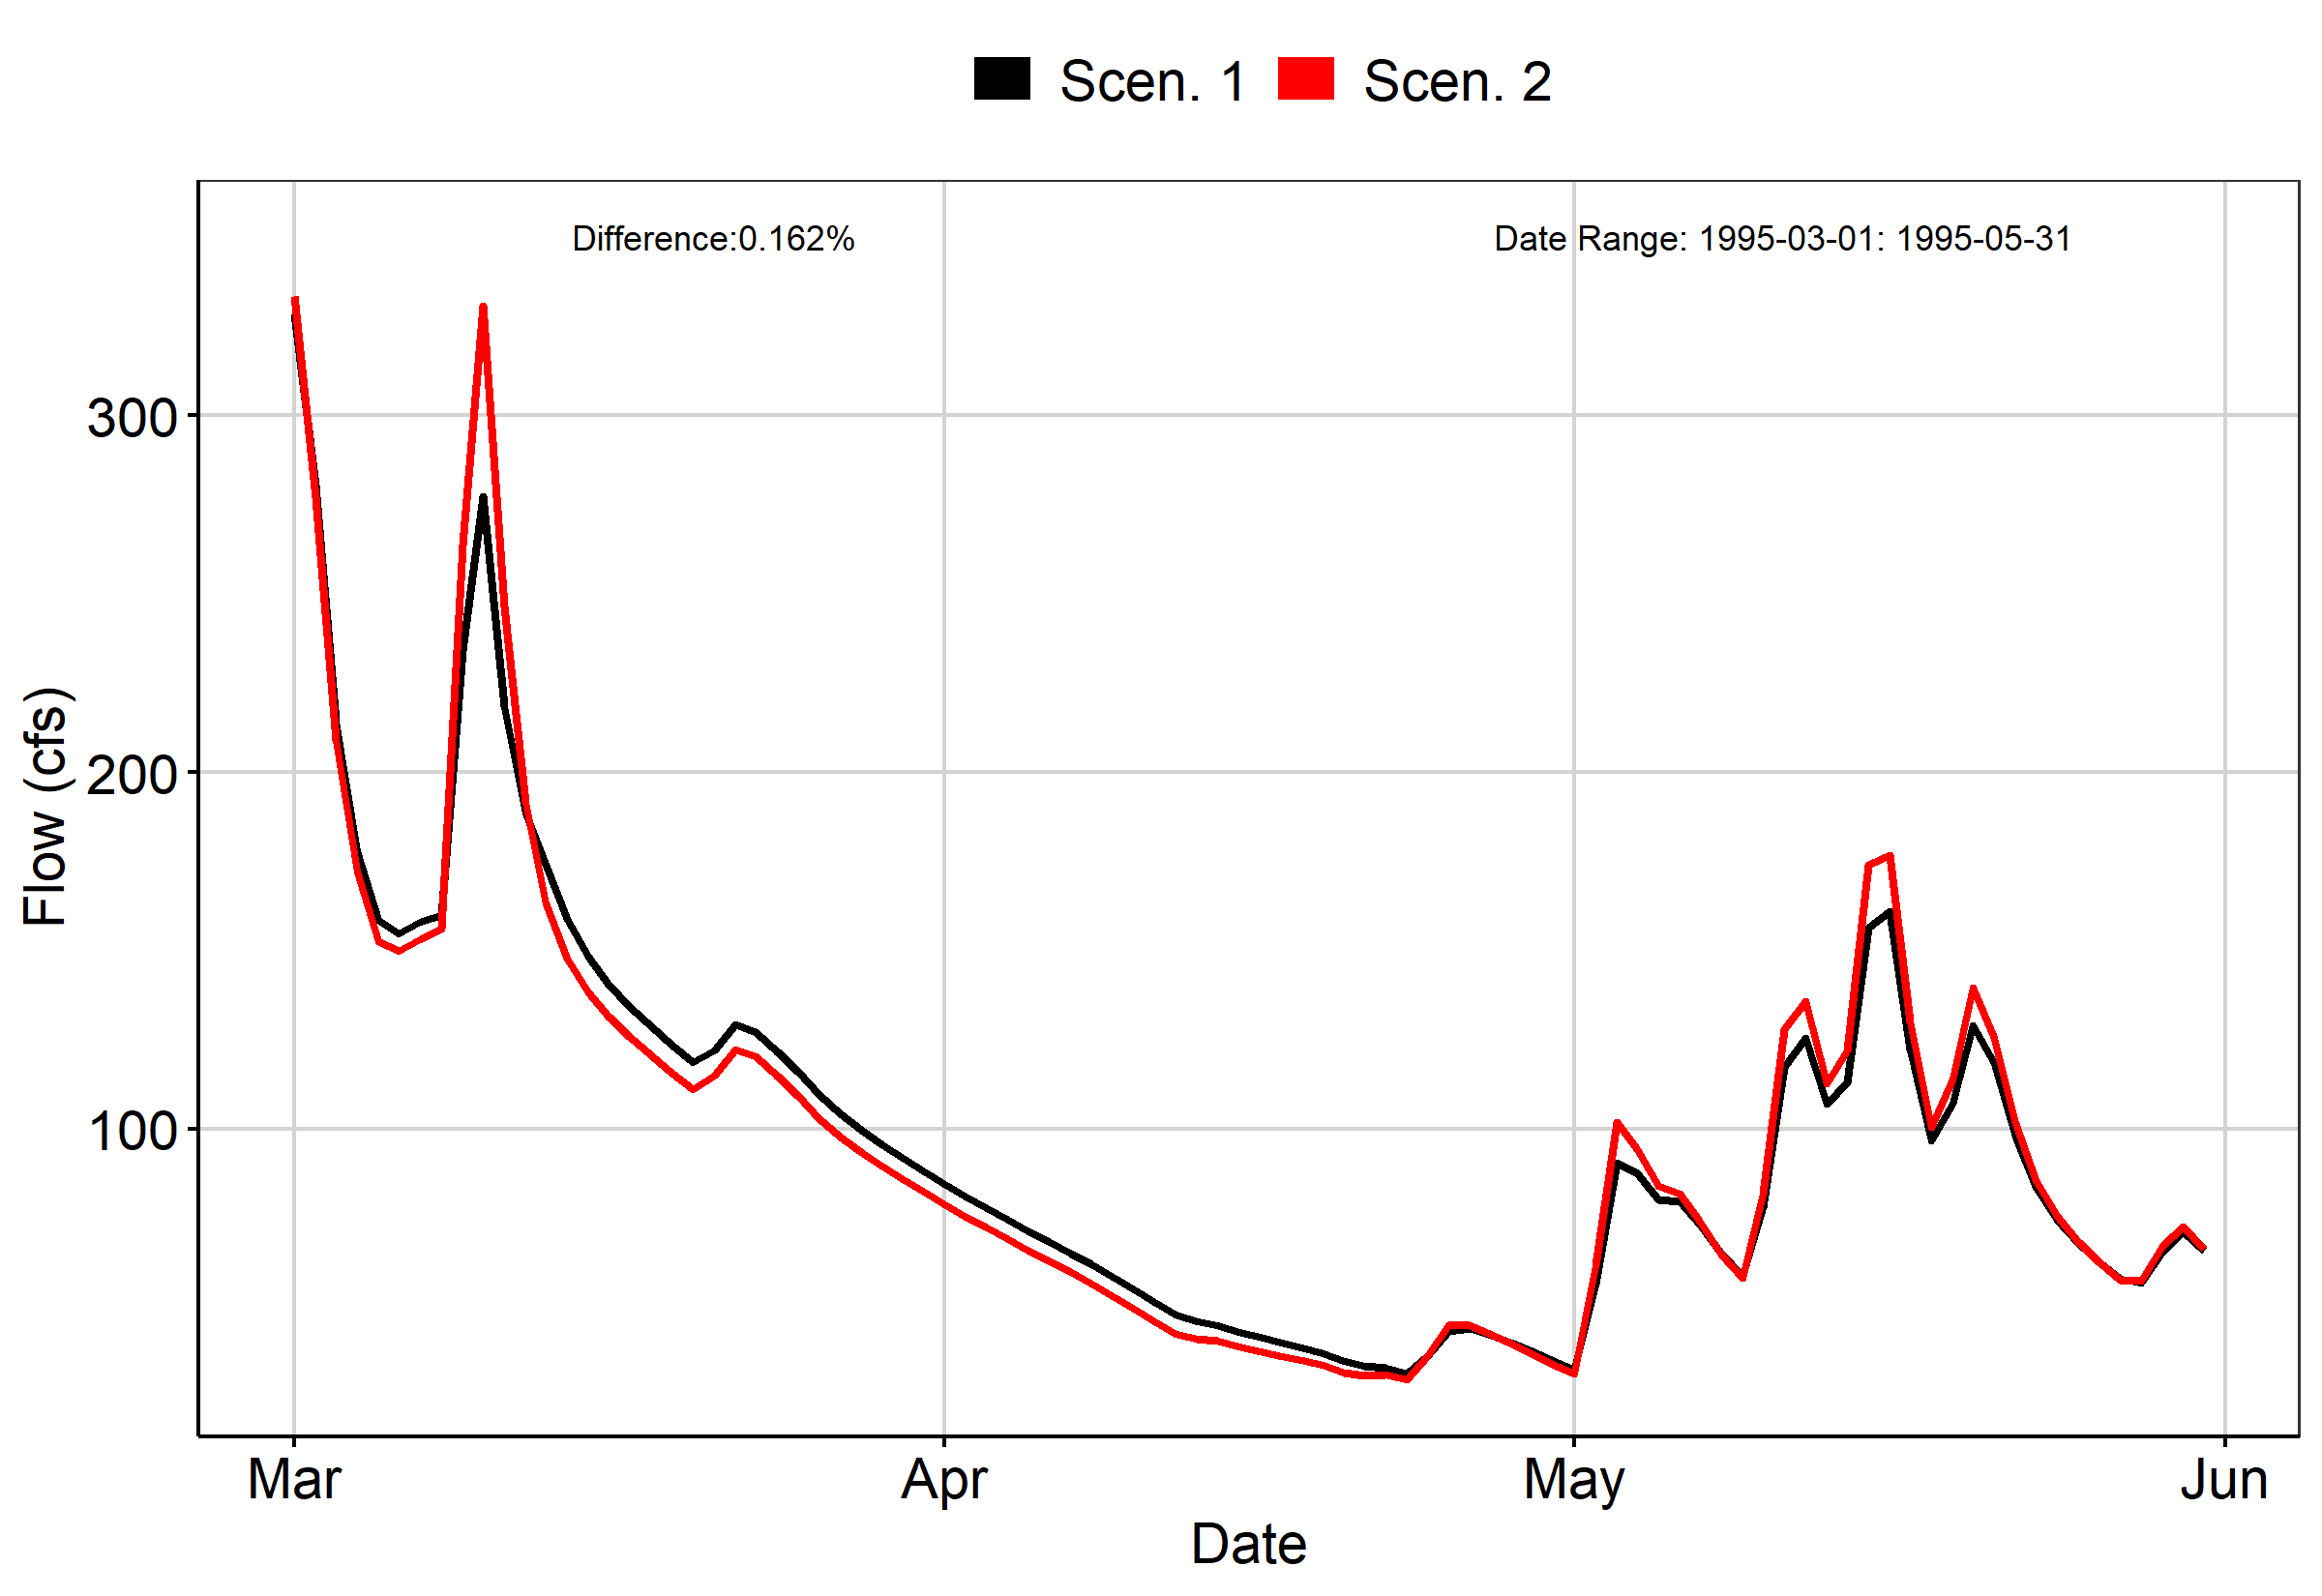 Scen. 1 Scen. 2
Difference:0.162% Date Range: 1995-03-01: 1995-05-31
300
200
100
Flow (cfs)
Mar Apr May Jun
Date